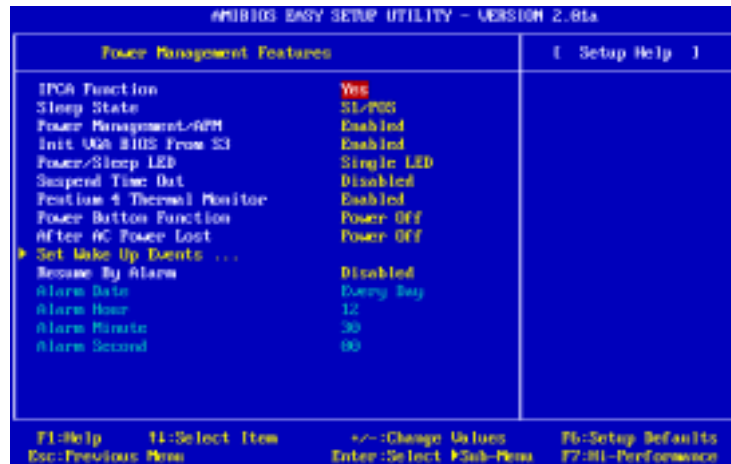 AMIBIOS EASY SETUP UTILITY - VERSION 2.01a
Power Management Features
[ Setup Help ]
IPCA Function Yes
Sleep State S1/POS
Power Management/APM Enabled
Init VGA BIOS From S3 Enabled
Power/Sleep LED Single LED
Suspend Time Out Disabled
Pentium 4 Thermal Monitor Enabled
Power Button Function Power Off
After AC Power Lost Power Off
Set Wake Up Events ...
Resume By Alarm Disabled
Alarm Date Every Day
Alarm Hour 12
Alarm Minute 30
Alarm Second 00
F1:Help ↑↓:Select Item +/-:Change Values F6:Setup Defaults
Esc:Previous Menu Enter:Select ▶Sub-Menu F7:Hi-Performance